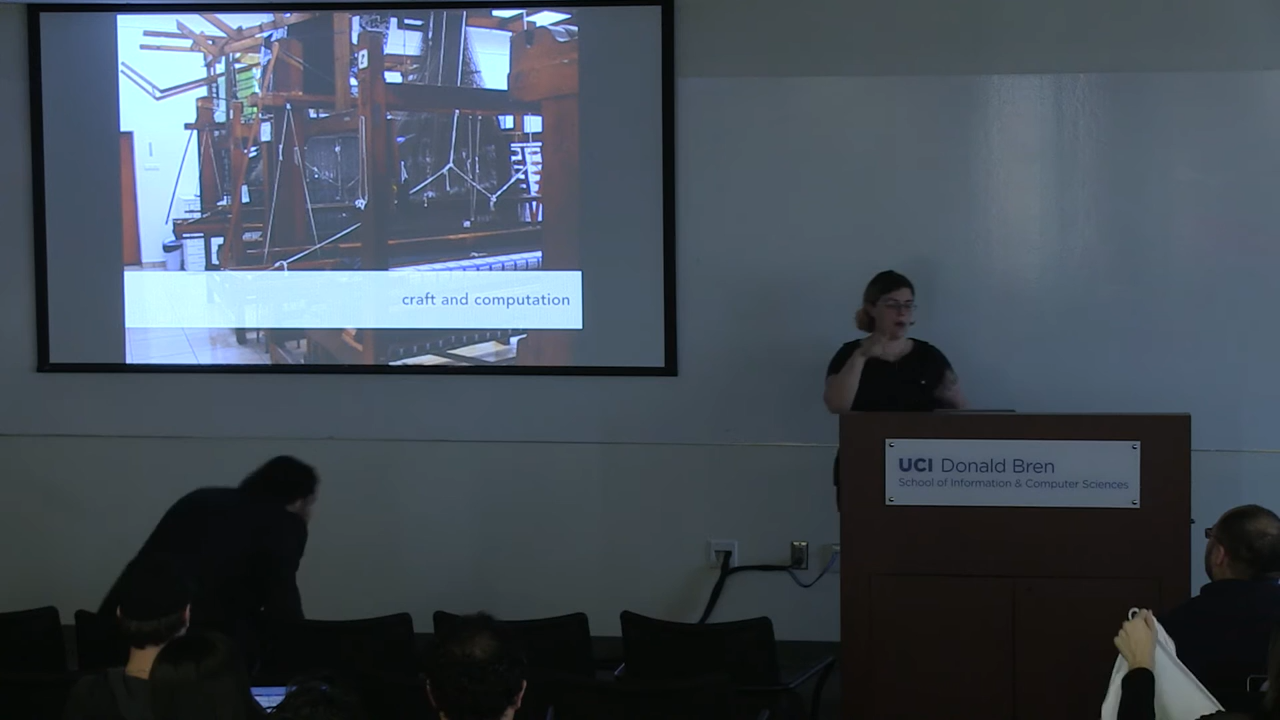 craft and computation
UCI Donald Bren
School of Information & Computer Sciences